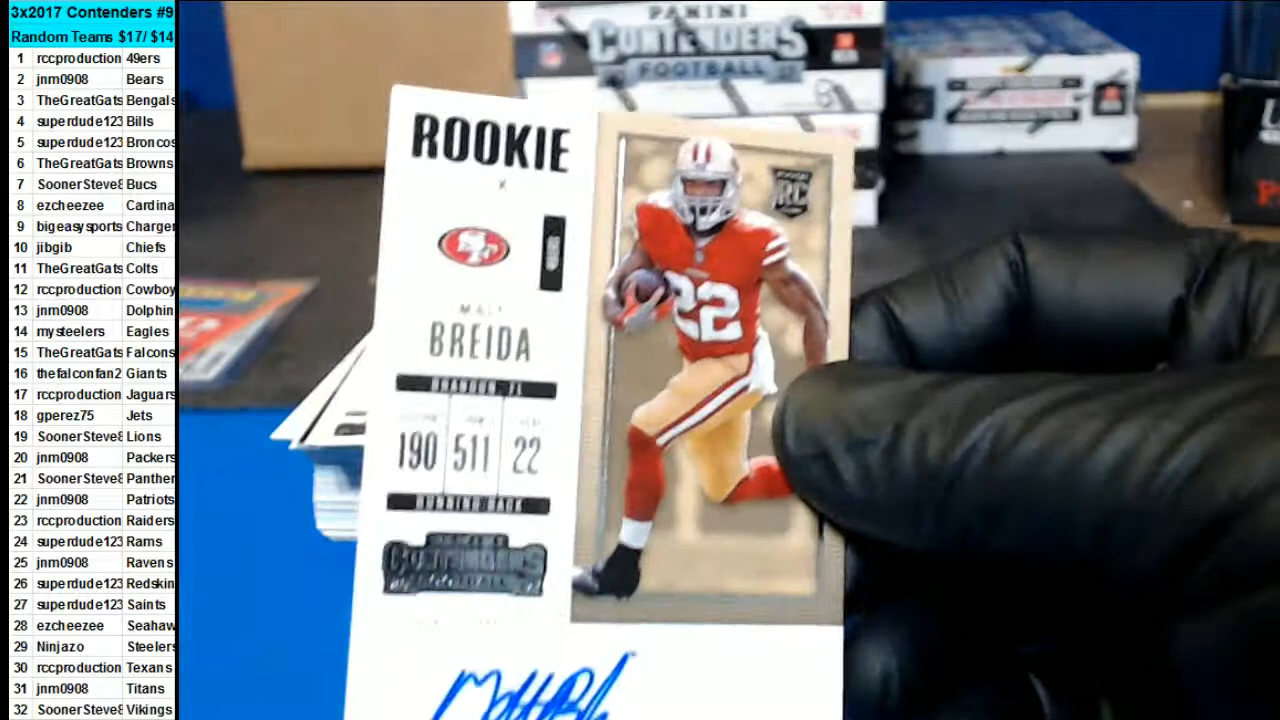 3x2017 Contenders #9
Random Teams $17/ $14
1 rccproduction 49ers
2 jnm0908 Bears
3 TheGreatGats Bengals
4 superdude123 Bills
5 superdude123 Broncos
6 TheGreatGats Browns
7 SoonerSteve8 Bucs
8 ezcheezee Cardina
9 bigeasysports Charger
10 jibgib Chiefs
11 TheGreatGats Colts
12 rccproduction Cowboy
13 jnm0908 Dolphin
14 mysteelers Eagles
15 TheGreatGats Falcons
16 thefalconfan2 Giants
17 rccproduction Jaguars
18 gperez75 Jets
19 SoonerSteve8 Lions
20 jnm0908 Packers
21 SoonerSteve8 Panther
22 jnm0908 Patriots
23 rccproduction Raiders
24 superdude123 Rams
25 jnm0908 Ravens
26 superdude123 Redskin
27 superdude123 Saints
28 ezcheezee Seahaw
29 Ninjazo Steelers
30 rccproduction Texans
31 jnm0908 Titans
32 SoonerSteve8 Vikings
PANINI
CONTENDERS
FOOTBALL
ROOKIE
RC
MATT
BREIDA
BRANDON, FL
190 511 22
RUNNING BACK
CONTENDERS
22